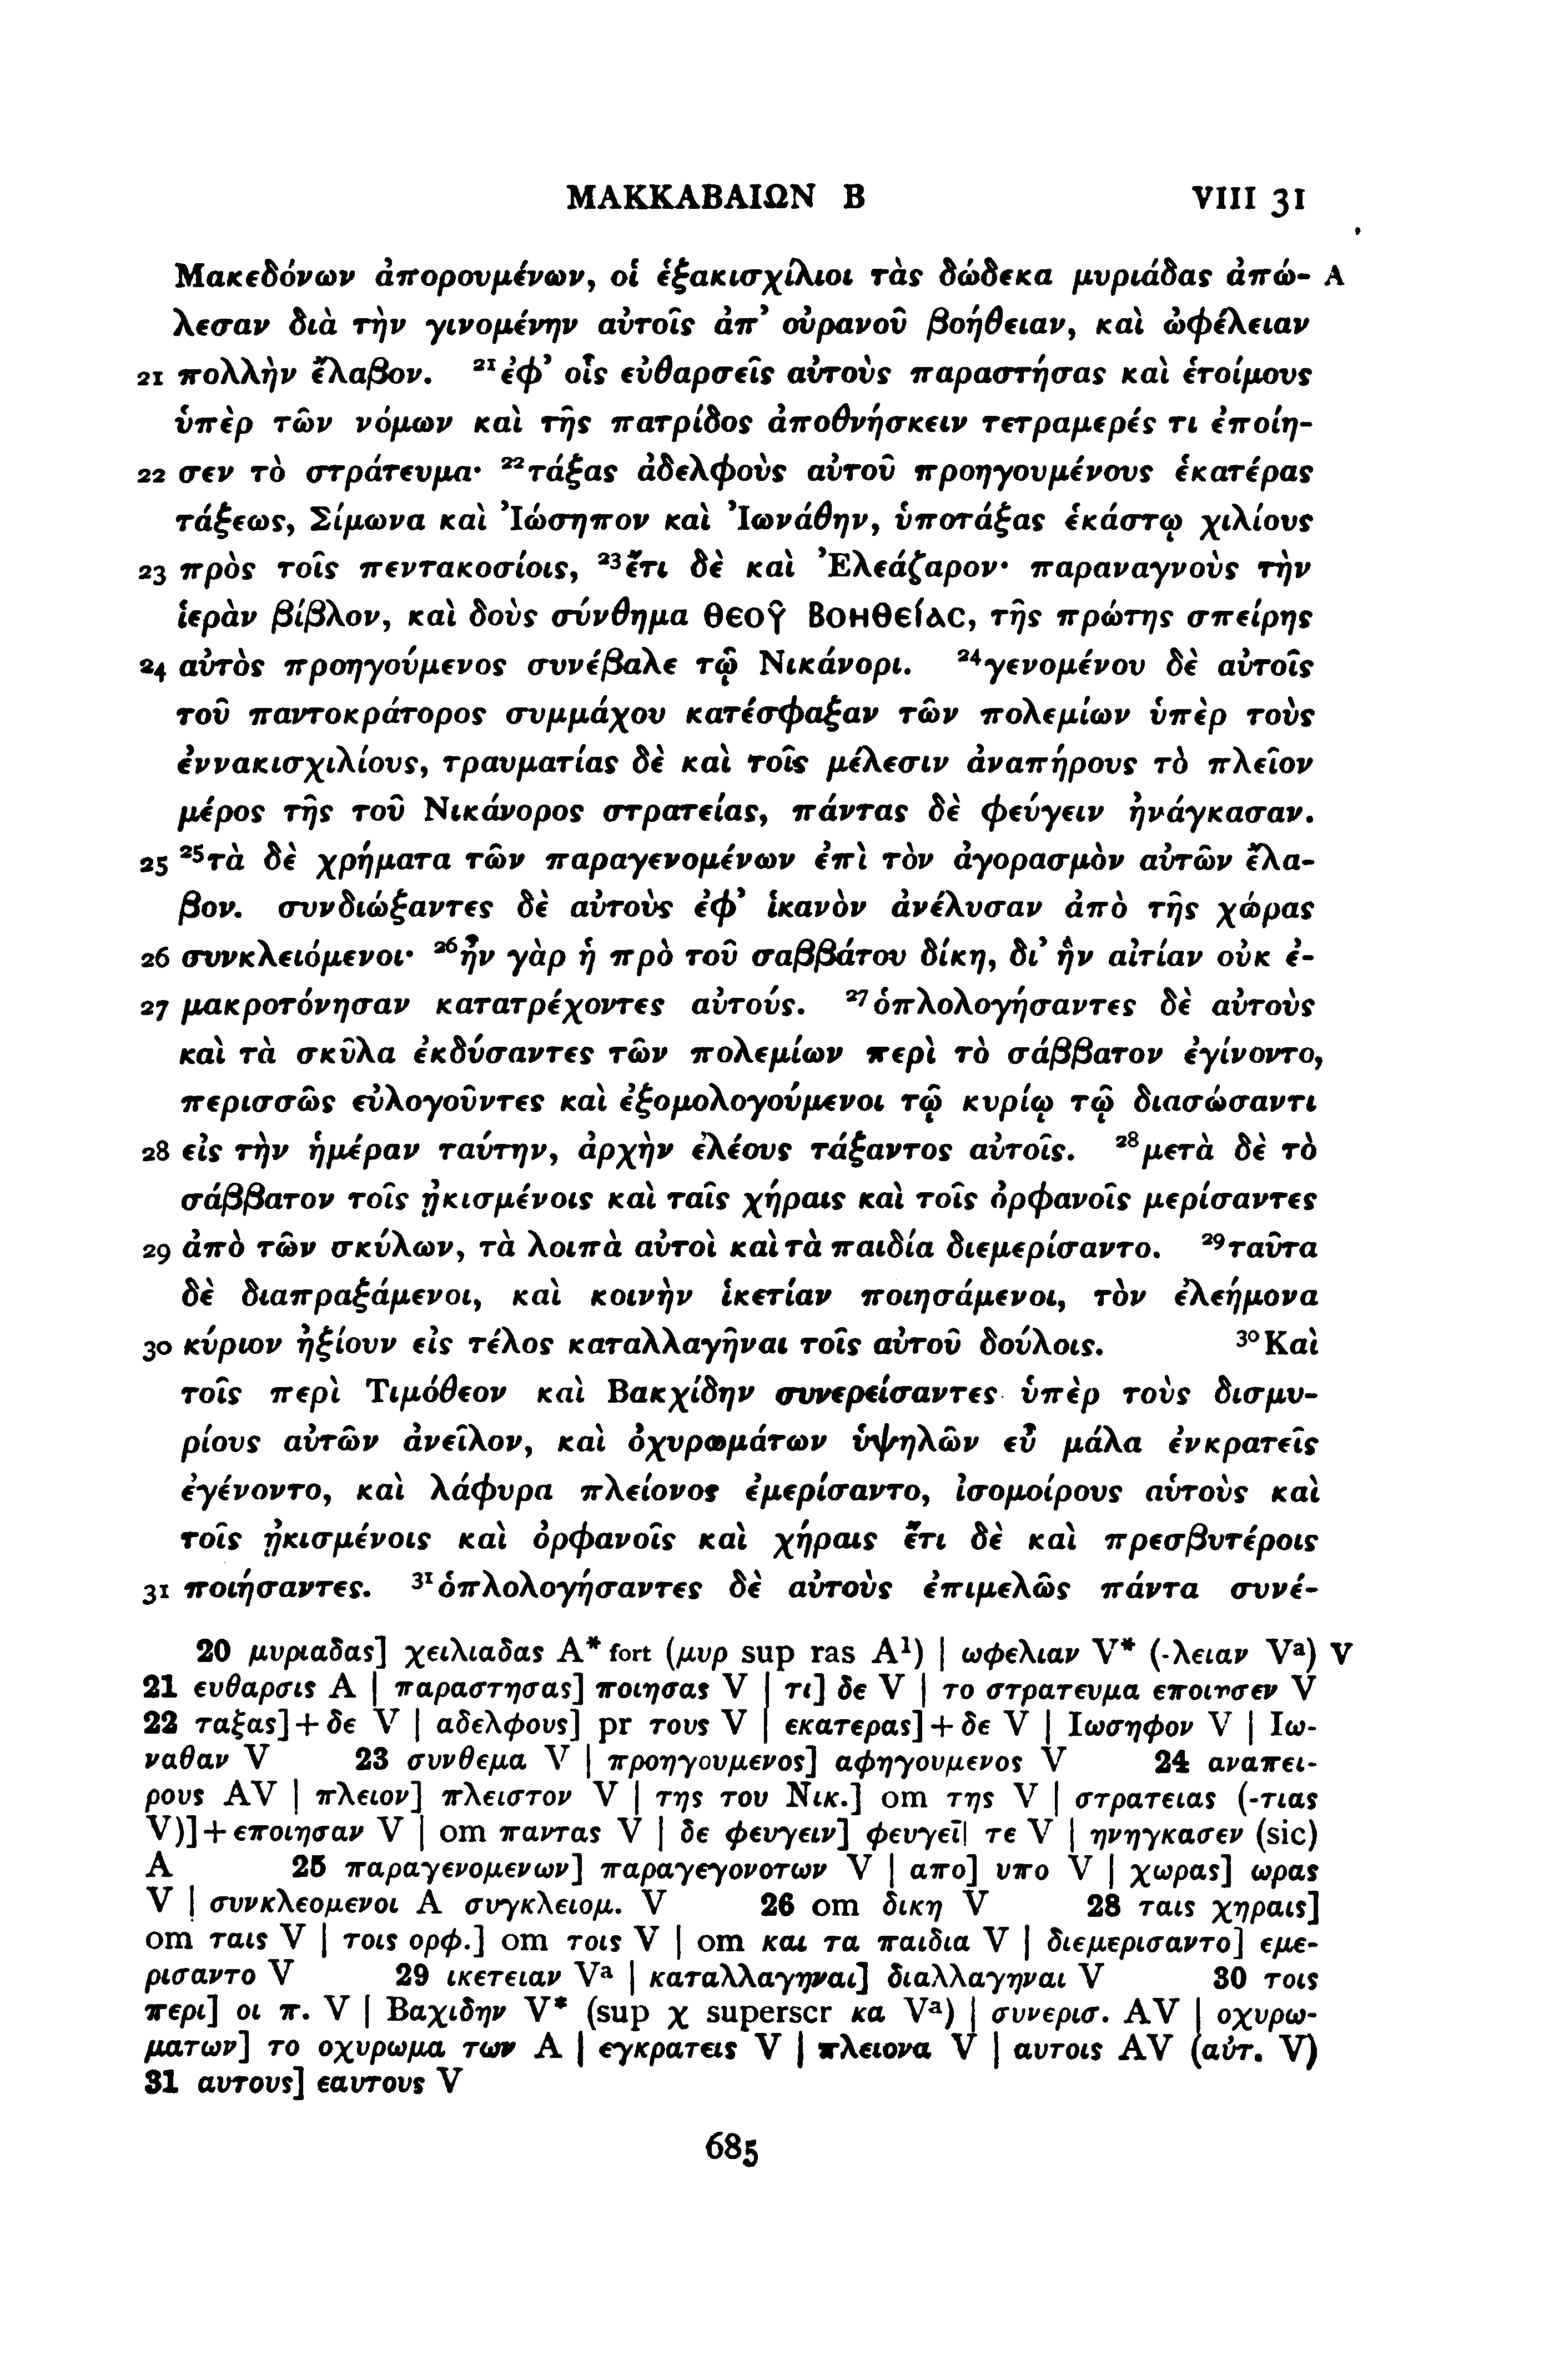 ΜΑΚΚΑΒΑΙΩΝ Β VIII 31
Μακεδόνων ἀπορουμένων, οἱ ἑξακισχίλιοι τὰς δώδεκα μυριάδας ἀπώ- A
λεσαν διὰ τὴν γινομένην αὐτοῖς ἀπ’ οὐρανοῦ βοήθειαν, καὶ ὠφέλειαν
21 πολλὴν ἔλαβον. ²¹ἐφ’ οἷς εὐθαρσεῖς αὐτοὺς παραστήσας καὶ ἑτοίμους
ὑπὲρ τῶν νόμων καὶ τῆς πατρίδος ἀποθνήσκειν τετραμερές τι ἐποίη-
22 σεν τὸ στράτευμα· ²²τάξας ἀδελφοὺς αὐτοῦ προηγουμένους ἑκατέρας
τάξεως, Σίμωνα καὶ Ἰώσηπον καὶ Ἰωνάθην, ὑποτάξας ἑκάστῳ χιλίους
23 πρὸς τοῖς πεντακοσίοις, ²³ἔτι δὲ καὶ Ἐλεάζαρον· παραναγνοὺς τὴν
ἱερὰν βίβλον, καὶ δοὺς σύνθημα θεοῦ Βοηθείας, τῆς πρώτης σπείρης
24 αὐτὸς προηγούμενος συνέβαλε τῷ Νικάνορι. ²⁴γενομένου δὲ αὐτοῖς
τοῦ παντοκράτορος συμμάχου κατέσφαξαν τῶν πολεμίων ὑπὲρ τοὺς
ἐννακισχιλίους, τραυματίας δὲ καὶ τοῖς μέλεσιν ἀναπήρους τὸ πλεῖον
μέρος τῆς τοῦ Νικάνορος στρατείας, πάντας δὲ φεύγειν ἠνάγκασαν.
25 ²⁵τὰ δὲ χρήματα τῶν παραγενομένων ἐπὶ τὸν ἀγορασμὸν αὐτῶν ἔλα-
βον. συνδιώξαντες δὲ αὐτοὺς ἐφ’ ἱκανὸν ἀνέλυσαν ἀπὸ τῆς χώρας
26 συνκλειόμενοι· ²⁶ἦν γὰρ ἡ πρὸ τοῦ σαββάτου δίκη, δι’ ἣν αἰτίαν οὐκ ἐ-
27 μακροτόνησαν κατατρέχοντες αὐτούς. ²⁷ὁπλολογήσαντες δὲ αὐτοὺς
καὶ τὰ σκῦλα ἐκδύσαντες τῶν πολεμίων περὶ τὸ σάββατον ἐγίνοντο,
περισσῶς εὐλογοῦντες καὶ ἐξομολογούμενοι τῷ κυρίῳ τῷ διασώσαντι
28 εἰς τὴν ἡμέραν ταύτην, ἀρχὴν ἐλέους τάξαντος αὐτοῖς. ²⁸μετὰ δὲ τὸ
σάββατον τοῖς ᾐκισμένοις καὶ ταῖς χήραις καὶ τοῖς ὀρφανοῖς μερίσαντες
29 ἀπὸ τῶν σκύλων, τὰ λοιπὰ αὐτοὶ καὶ τὰ παιδία διεμερίσαντο. ²⁹ταῦτα
δὲ διαπραξάμενοι, καὶ κοινὴν ἱκετίαν ποιησάμενοι, τὸν ἐλεήμονα
30 κύριον ἠξίουν εἰς τέλος καταλλαγῆναι τοῖς αὐτοῦ δούλοις. ³⁰Καὶ
τοῖς περὶ Τιμόθεον καὶ Βακχίδην συνερείσαντες ὑπὲρ τοὺς δισμυ-
ρίους αὐτῶν ἀνεῖλον, καὶ ὀχυρωμάτων ὑψηλῶν εὖ μάλα ἐνκρατεῖς
ἐγένοντο, καὶ λάφυρα πλείονος ἐμερίσαντο, ἰσομοίρους αὑτοὺς καὶ
τοῖς ᾐκισμένοις καὶ ὀρφανοῖς καὶ χήραις ἔτι δὲ καὶ πρεσβυτέροις
31 ποιήσαντες. ³¹ὁπλολογήσαντες δὲ αὐτοὺς ἐπιμελῶς πάντα συνέ-
20 μυριαδας] χειλιαδας A* fort (μυρ sup ras A¹) | ωφελιαν V* (-λειαν Vᵃ) V
21 ευθαρσις A | παραστησας] ποιησας V | τι] δε V | το στρατευμα εποιησεν V
22 ταξας]+δε V | αδελφους] pr τους V | εκατερας]+δε V | Ιωσηφον V | Ιω-
ναθαν V 23 συνθεμα V | προηγουμενος] αφηγουμενος V 24 αναπει-
ρους AV | πλειον] πλειστον V | της του Νικ.] om της V | στρατειας (-τιας
V)]+εποιησαν V | om παντας V | δε φευγειν] φευγεῑ| τε V | ηνηγκασεν (sic)
A 25 παραγενομενων] παραγεγονοτων V | απο] υπο V | χωρας] ωρας
V | συνκλεομενοι A συγκλειομ. V 26 om δικη V 28 ταις χηραις]
om ταις V | τοις ορφ.] om τοις V | om και τα παιδια V | διεμερισαντο] εμε-
ρισαντο V 29 ικετειαν Vᵃ | καταλλαγηναι] διαλλαγηναι V 30 τοις
περι] οι π. V | Βαχιδην V* (sup χ superscr κα Vᵃ) | συνερισ. AV | οχυρω-
ματων] το οχυρωμα των A | εγκρατεις V | πλειονα V | αυτοις AV (αὑτ. V)
31 αυτους] εαυτους V
685